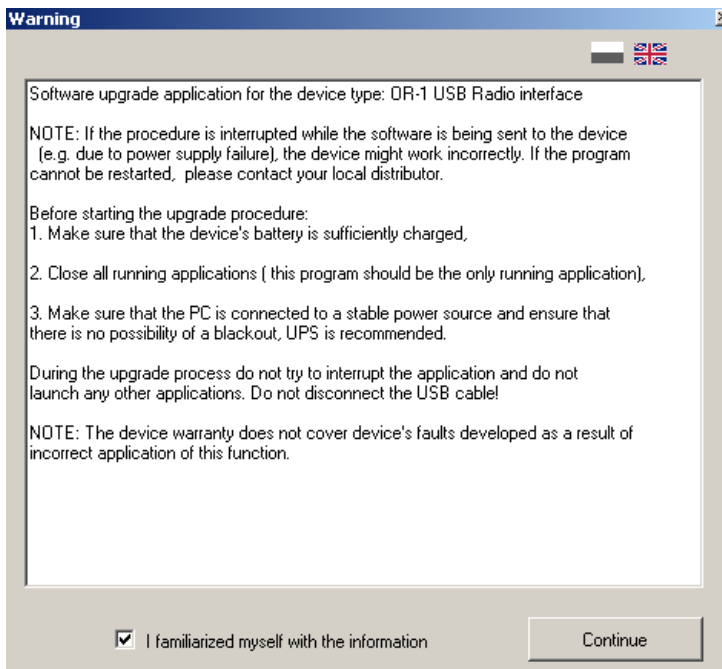 Warning
Software upgrade application for the device type: OR-1 USB Radio interface
NOTE: If the procedure is interrupted while the software is being sent to the device
(e.g. due to power supply failure), the device might work incorrectly. If the program
cannot be restarted,  please contact your local distributor.
Before starting the upgrade procedure:
1. Make sure that the device's battery is sufficiently charged,
2. Close all running applications ( this program should be the only running application),
3. Make sure that the PC is connected to a stable power source and ensure that
there is no possibility of a blackout, UPS is recommended.
During the upgrade process do not try to interrupt the application and do not
launch any other applications. Do not disconnect the USB cable!
NOTE: The device warranty does not cover device's faults developed as a result of
incorrect application of this function.
I familiarized myself with the information
Continue